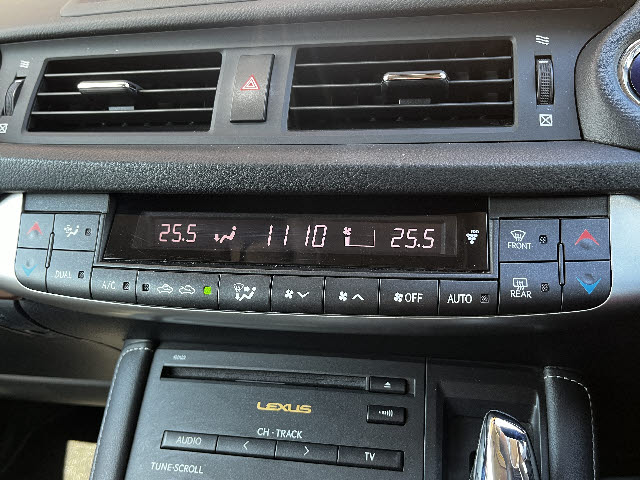 25.5 1110 25.5
FRONT
DUAL A/C OFF AUTO REAR
LEXUS
CH - TRACK
AUDIO < > TV
TUNE•SCROLL